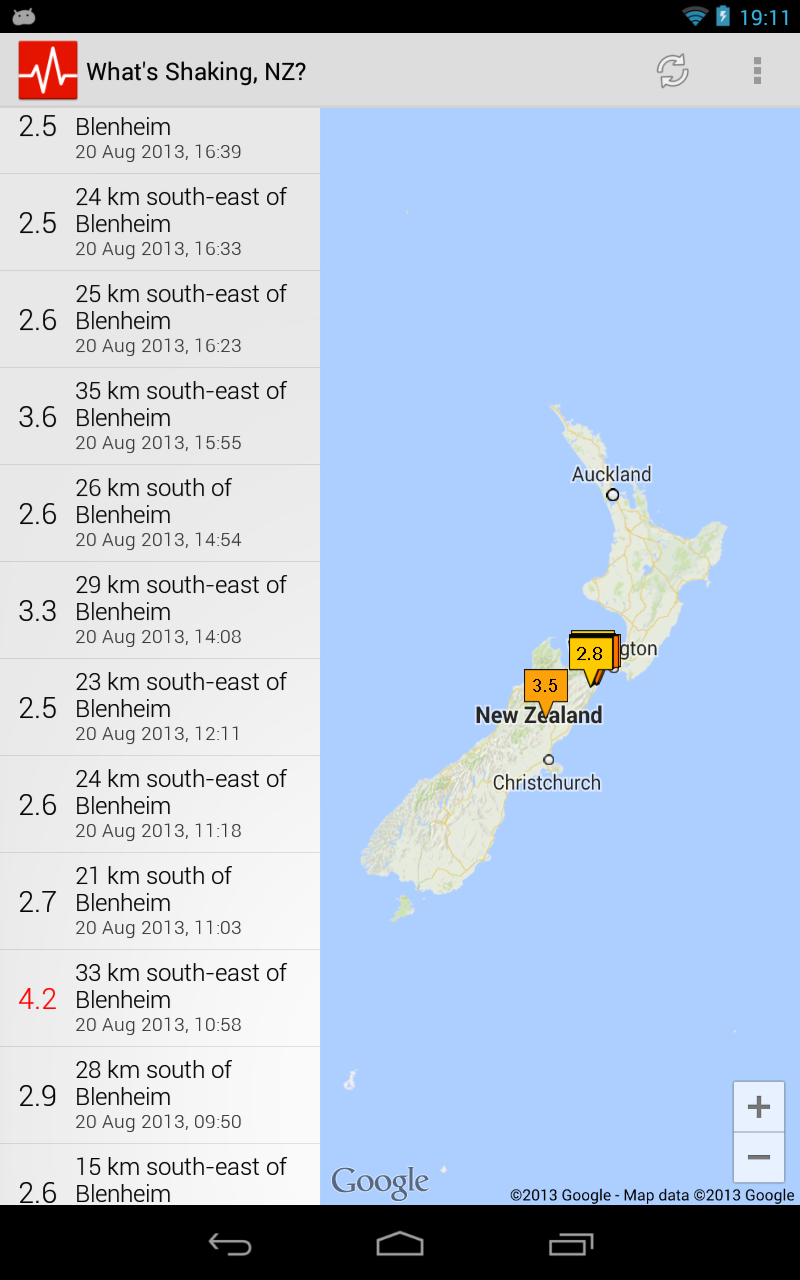 19:11
What's Shaking, NZ?
2.5
Blenheim
20 Aug 2013, 16:39
2.5
24 km south-east of
Blenheim
20 Aug 2013, 16:33
2.6
25 km south-east of
Blenheim
20 Aug 2013, 16:23
3.6
35 km south-east of
Blenheim
20 Aug 2013, 15:55
2.6
26 km south of
Blenheim
20 Aug 2013, 14:54
3.3
29 km south-east of
Blenheim
20 Aug 2013, 14:08
2.5
23 km south-east of
Blenheim
20 Aug 2013, 12:11
2.6
24 km south-east of
Blenheim
20 Aug 2013, 11:18
2.7
21 km south of
Blenheim
20 Aug 2013, 11:03
4.2
33 km south-east of
Blenheim
20 Aug 2013, 10:58
2.9
28 km south of
Blenheim
20 Aug 2013, 09:50
2.6
15 km south-east of
Blenheim
Auckland
gton
2.8
3.5
New Zealand
Christchurch
+
−
Google
©2013 Google - Map data ©2013 Google